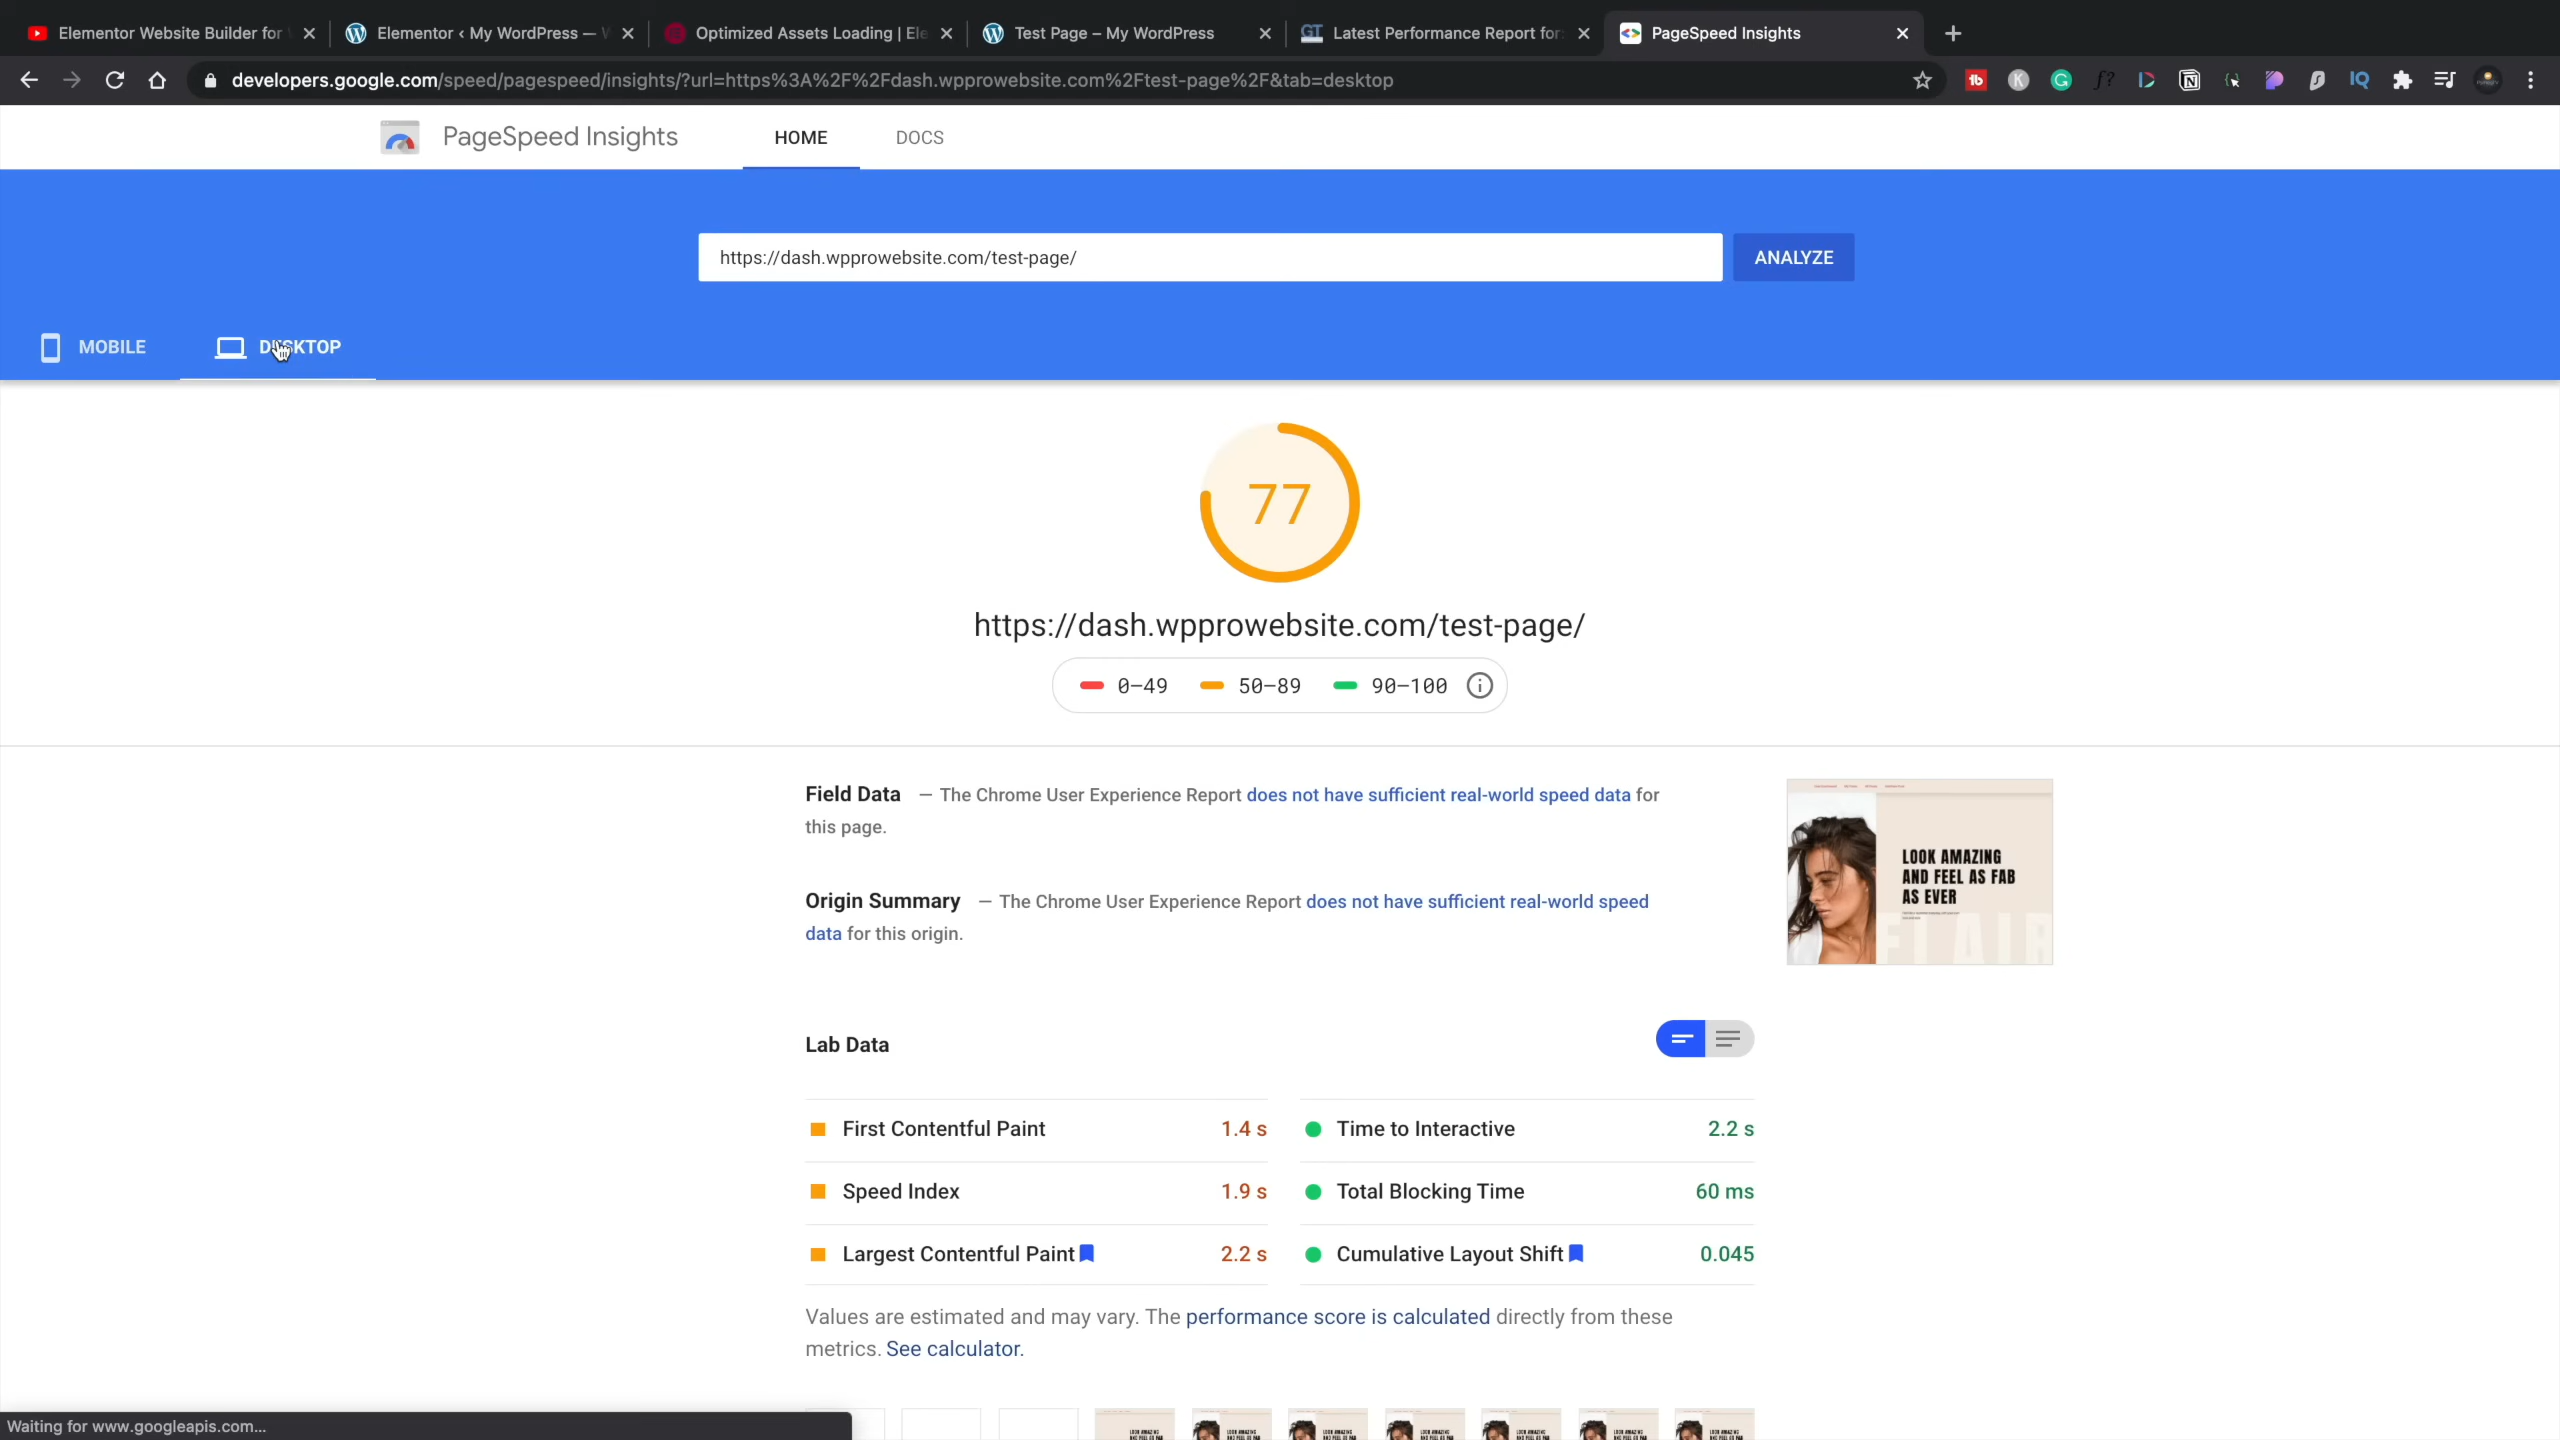 Elementor Website Builder for
Elementor ‹ My WordPress —
Optimized Assets Loading | Ele
Test Page – My WordPress
GT
Latest Performance Report for:
PageSpeed Insights
developers.google.com/speed/pagespeed/insights/?url=https%3A%2F%2Fdash.wpprowebsite.com%2Ftest-page%2F&tab=desktop
PageSpeed Insights
HOME
DOCS
https://dash.wpprowebsite.com/test-page/
ANALYZE
MOBILE
DESKTOP
77
https://dash.wpprowebsite.com/test-page/
0–49
50–89
90–100
Field Data — The Chrome User Experience Report does not have sufficient real-world speed data for
this page.
LOOK AMAZING
AND FEEL AS FAB
AS EVER
FLAIR
Origin Summary — The Chrome User Experience Report does not have sufficient real-world speed
data for this origin.
Lab Data
First Contentful Paint 1.4 s
Time to Interactive 2.2 s
Speed Index 1.9 s
Total Blocking Time 60 ms
Largest Contentful Paint 2.2 s
Cumulative Layout Shift 0.045
Values are estimated and may vary. The performance score is calculated directly from these
metrics. See calculator.
Waiting for www.googleapis.com...